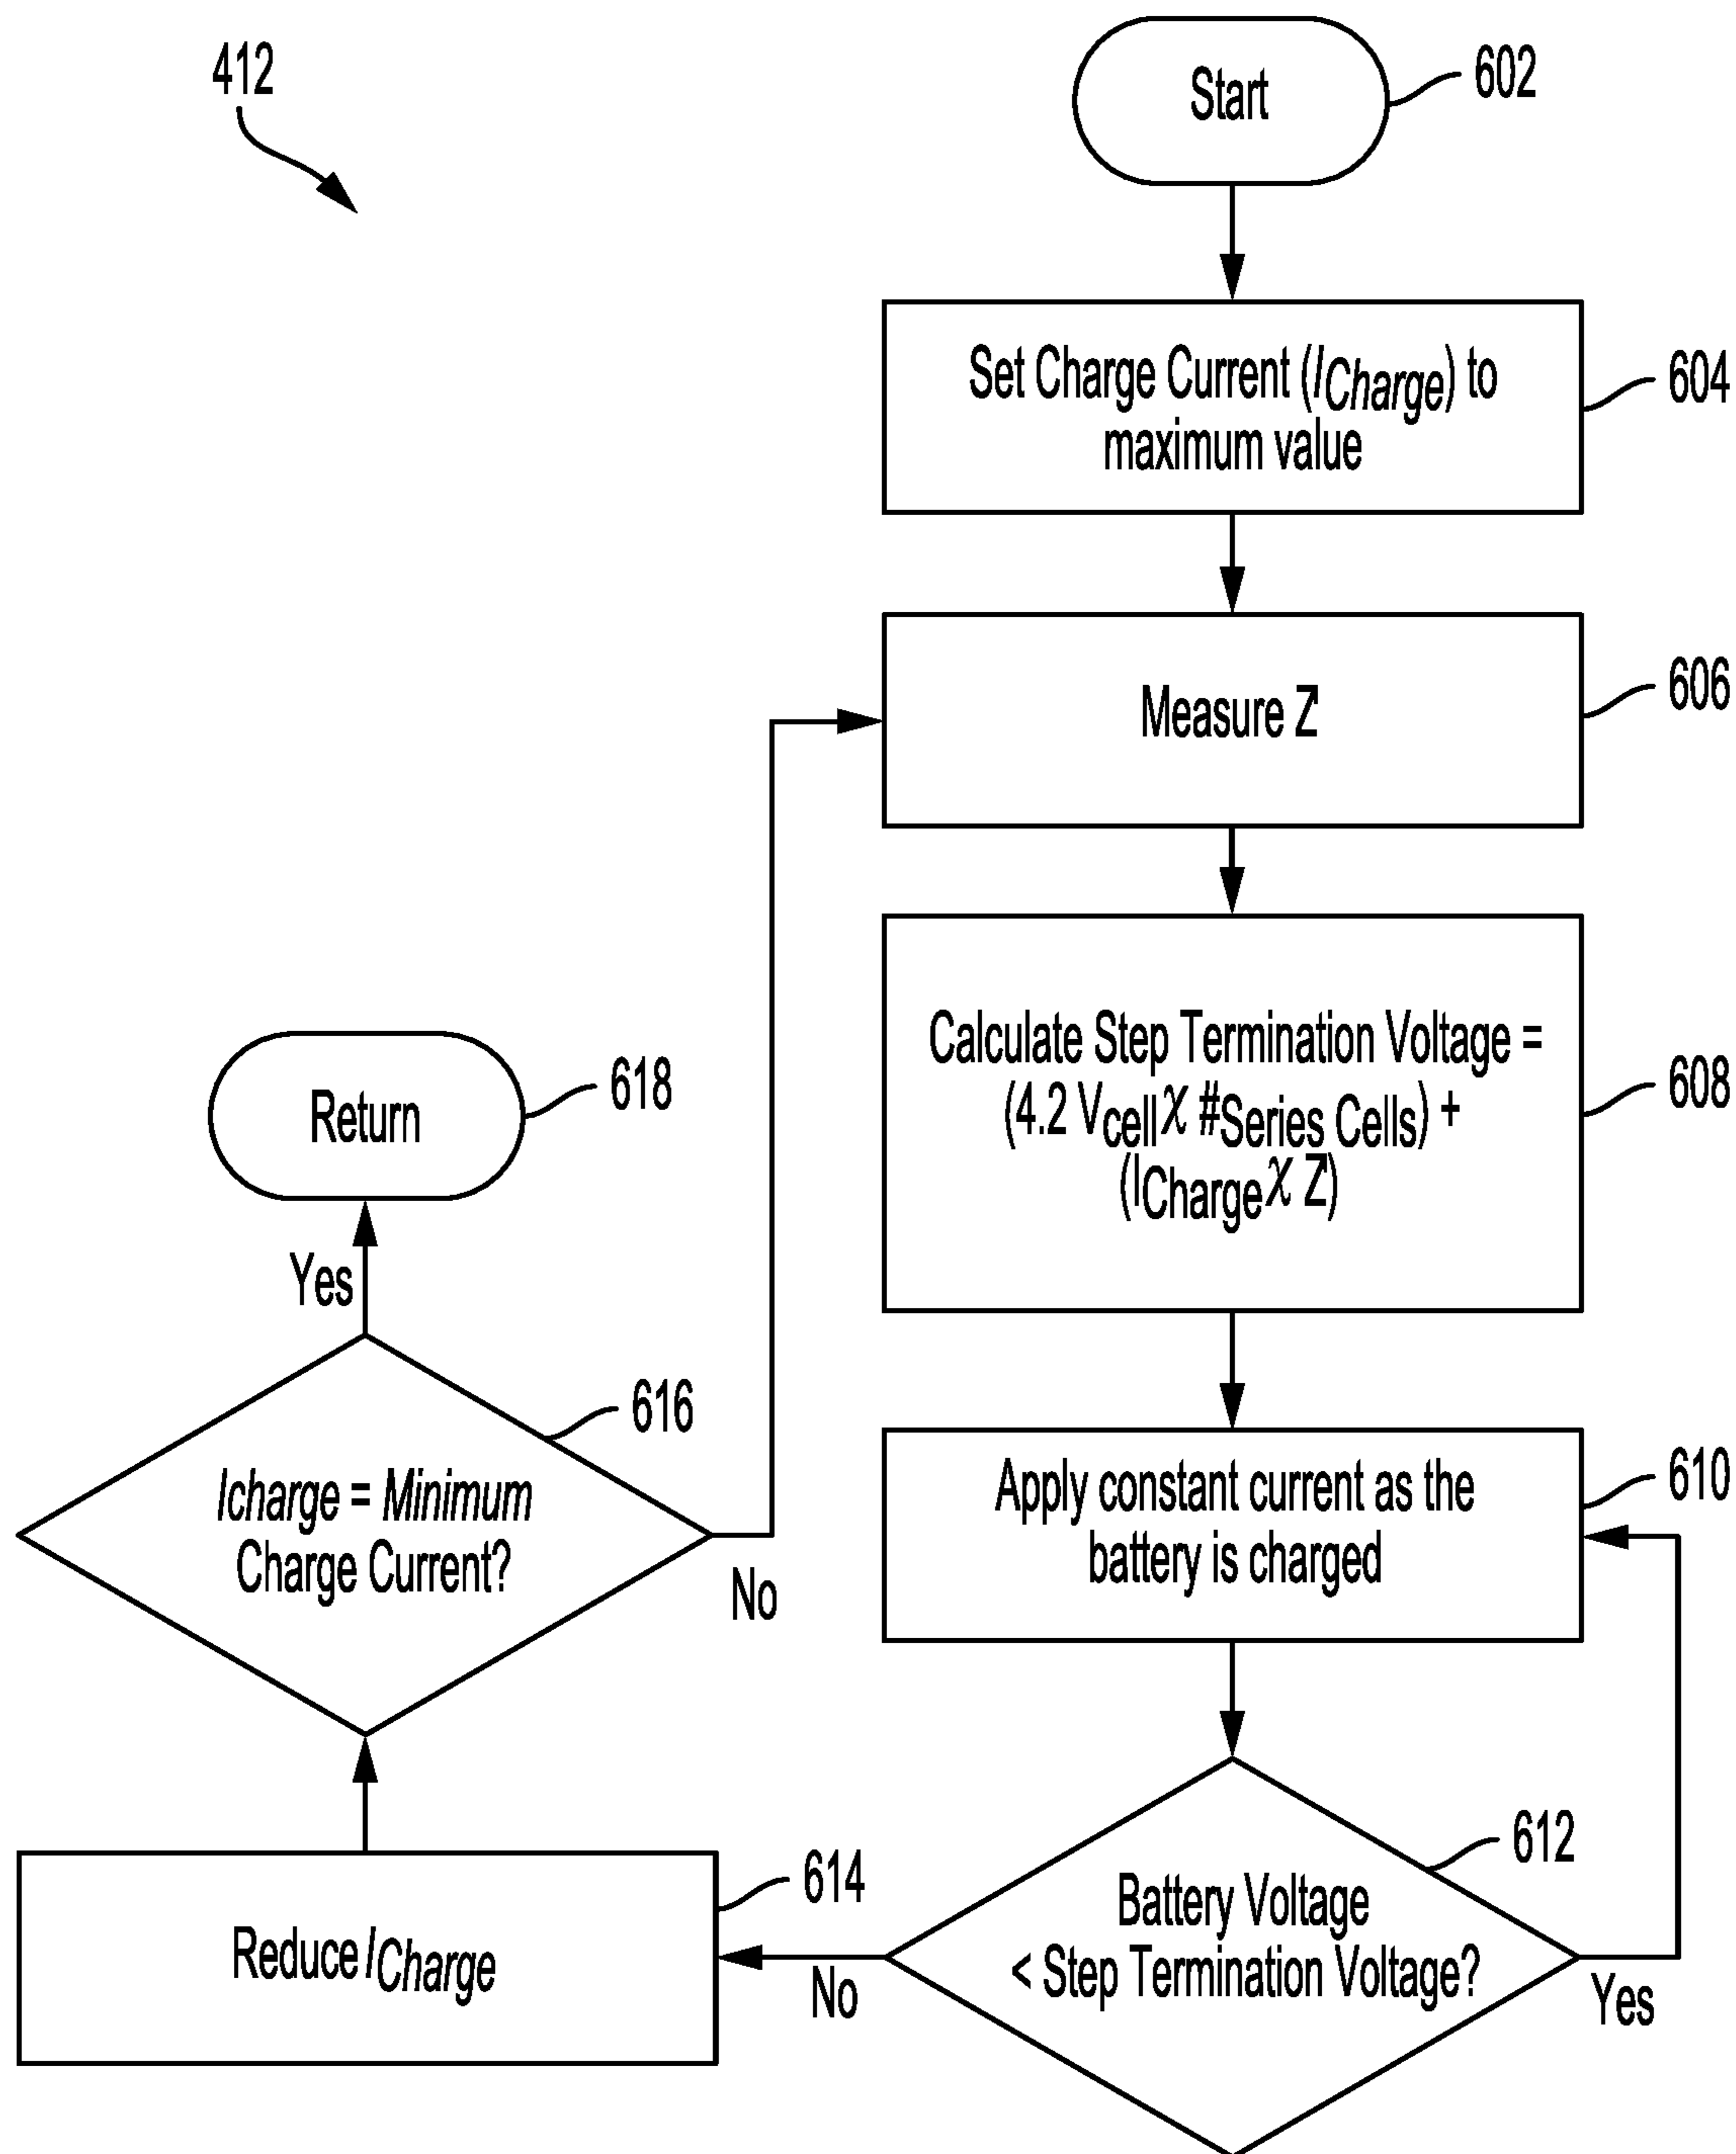 412
Start
602
Set Charge Current (ICharge) to
maximum value
604
Measure Z
606
Calculate Step Termination Voltage =
(4.2 Vcell χ #Series Cells) +
(ICharge χ Z)
608
Apply constant current as the
battery is charged
610
Battery Voltage
< Step Termination Voltage?
612
Yes
No
Reduce ICharge
614
Icharge = Minimum
Charge Current?
616
No
Yes
Return
618